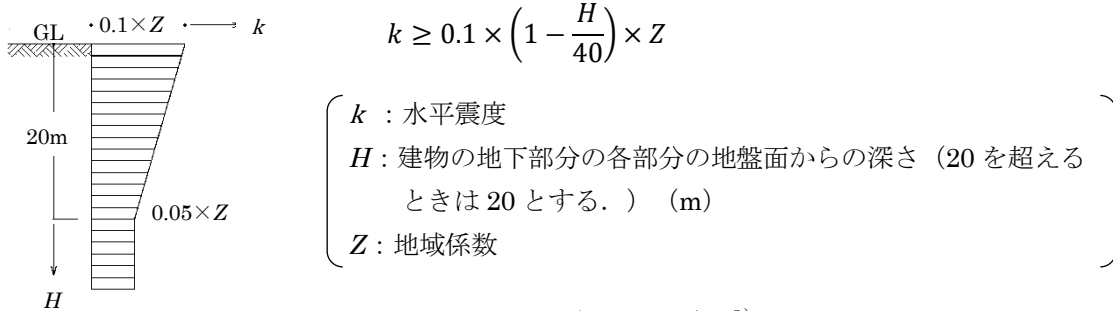 GL ・0.1×Z k
20m
0.05×Z
H
k ≥ 0.1 × (1 − H/40) × Z
k ：水平震度
H：建物の地下部分の各部分の地盤面からの深さ（20 を超える
ときは 20 とする．）（m）
Z：地域係数